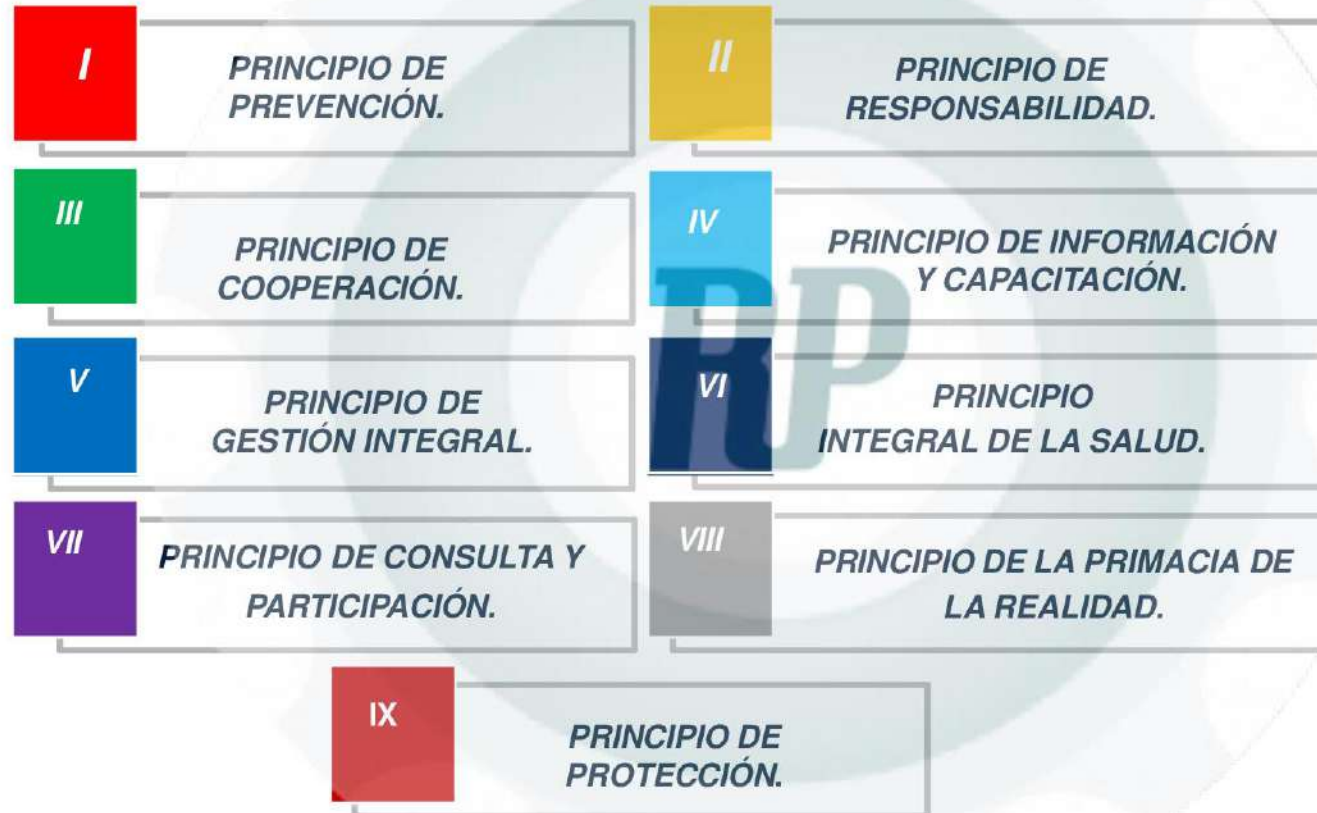 I
PRINCIPIO DE
PREVENCIÓN.
II
PRINCIPIO DE
RESPONSABILIDAD.
III
PRINCIPIO DE
COOPERACIÓN.
IV
PRINCIPIO DE INFORMACIÓN
Y CAPACITACIÓN.
V
PRINCIPIO DE
GESTIÓN INTEGRAL.
VI
PRINCIPIO
INTEGRAL DE LA SALUD.
VII
PRINCIPIO DE CONSULTA Y
PARTICIPACIÓN.
VIII
PRINCIPIO DE LA PRIMACIA DE
LA REALIDAD.
IX
PRINCIPIO DE
PROTECCIÓN.
RP